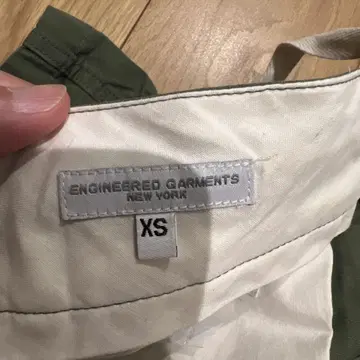 ENGINEERED GARMENTS
NEW YORK
XS